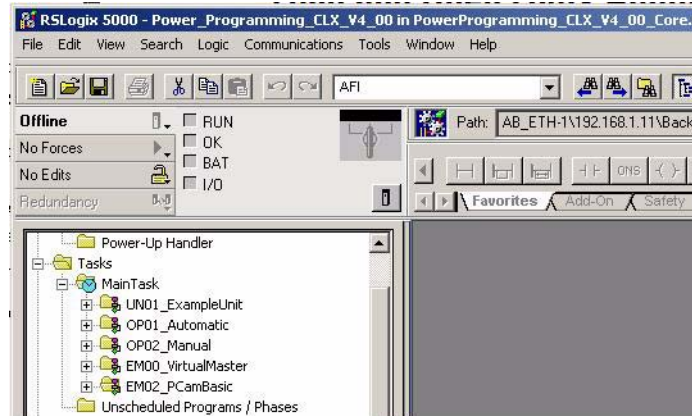 RSLogix 5000 - Power_Programming_CLX_V4_00 in PowerProgramming_CLX_V4_00_Core.
File Edit View Search Logic Communications Tools Window Help
AFI
Offline
RUN
Path: AB_ETH-1\192.168.1.11\Back
No Forces
OK
No Edits
BAT
I/O
ONS
Redundancy
Favorites Add-On Safety
Power-Up Handler
Tasks
MainTask
UN01_ExampleUnit
OP01_Automatic
OP02_Manual
EM00_VirtualMaster
EM02_PCamBasic
Unscheduled Programs / Phases